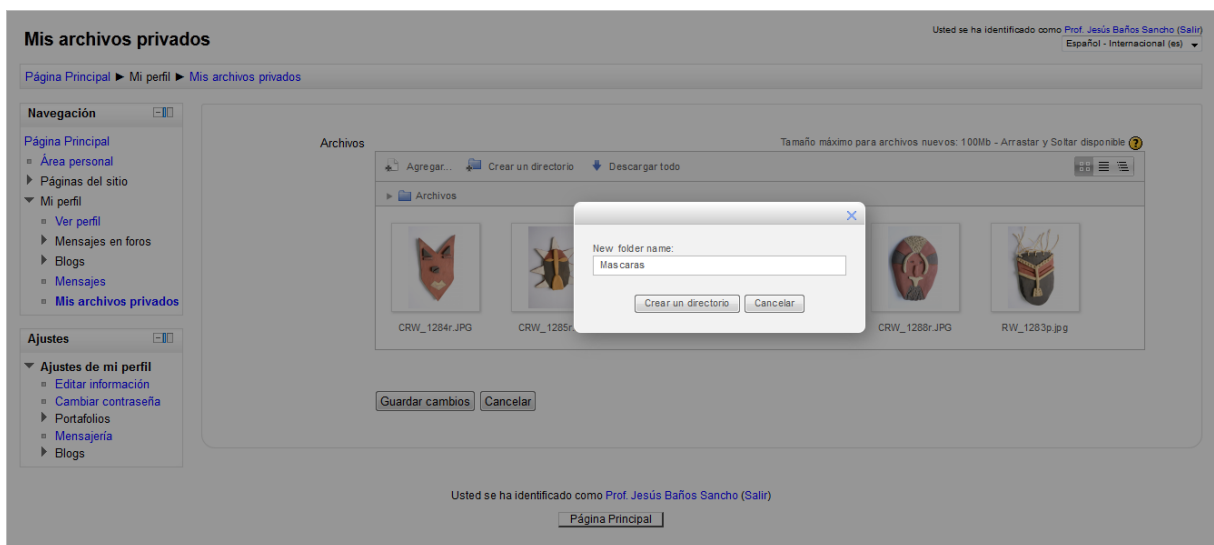 Mis archivos privados
Usted se ha identificado como Prof. Jesús Baños Sancho (Salir)
Español - Internacional (es)
Página Principal ► Mi perfil ► Mis archivos privados
Navegación
Página Principal
Área personal
Páginas del sitio
Mi perfil
Ver perfil
Mensajes en foros
Blogs
Mensajes
Mis archivos privados
Ajustes
Ajustes de mi perfil
Editar información
Cambiar contraseña
Portafolios
Mensajería
Blogs
Archivos
Tamaño máximo para archivos nuevos: 100Mb - Arrastar y Soltar disponible
Agregar... Crear un directorio Descargar todo
Archivos
New folder name:
Mascaras
Crear un directorio Cancelar
CRW_1284r.JPG CRW_1285r. CRW_1288r.JPG RW_1283p.jpg
Guardar cambios Cancelar
Usted se ha identificado como Prof. Jesús Baños Sancho (Salir)
Página Principal